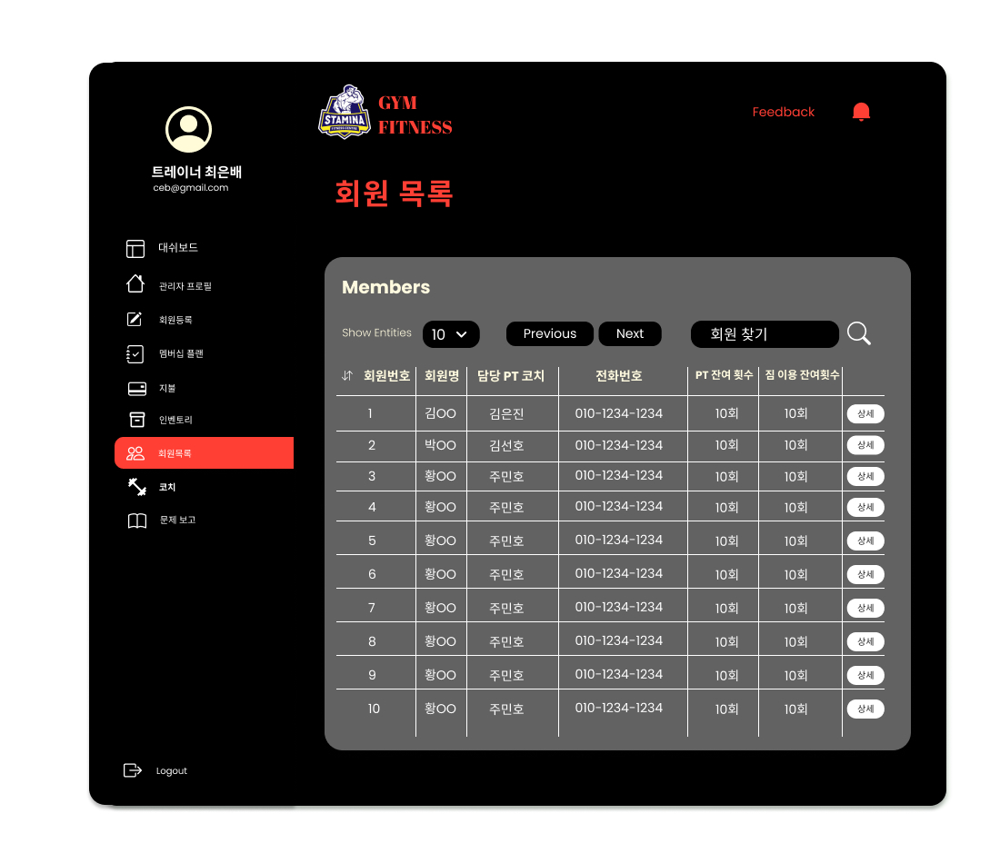 트레이너 최은배
ceb@gmail.com
대쉬보드
관리자 프로필
회원등록
멤버십 플랜
지불
인벤토리
회원목록
코치
문제 보고
Logout
STAMINA
FITNESS CENTRE
GYM
FITNESS
Feedback
회원 목록
Members
Show Entities 10 Previous Next 회원 찾기
회원번호 회원명 담당 PT 코치 전화번호 PT 잔여 횟수 짐 이용 잔여횟수
1 김OO 김은진 010-1234-1234 10회 10회 상세
2 박OO 김선호 010-1234-1234 10회 10회 상세
3 황OO 주민호 010-1234-1234 10회 10회 상세
4 황OO 주민호 010-1234-1234 10회 10회 상세
5 황OO 주민호 010-1234-1234 10회 10회 상세
6 황OO 주민호 010-1234-1234 10회 10회 상세
7 황OO 주민호 010-1234-1234 10회 10회 상세
8 황OO 주민호 010-1234-1234 10회 10회 상세
9 황OO 주민호 010-1234-1234 10회 10회 상세
10 황OO 주민호 010-1234-1234 10회 10회 상세